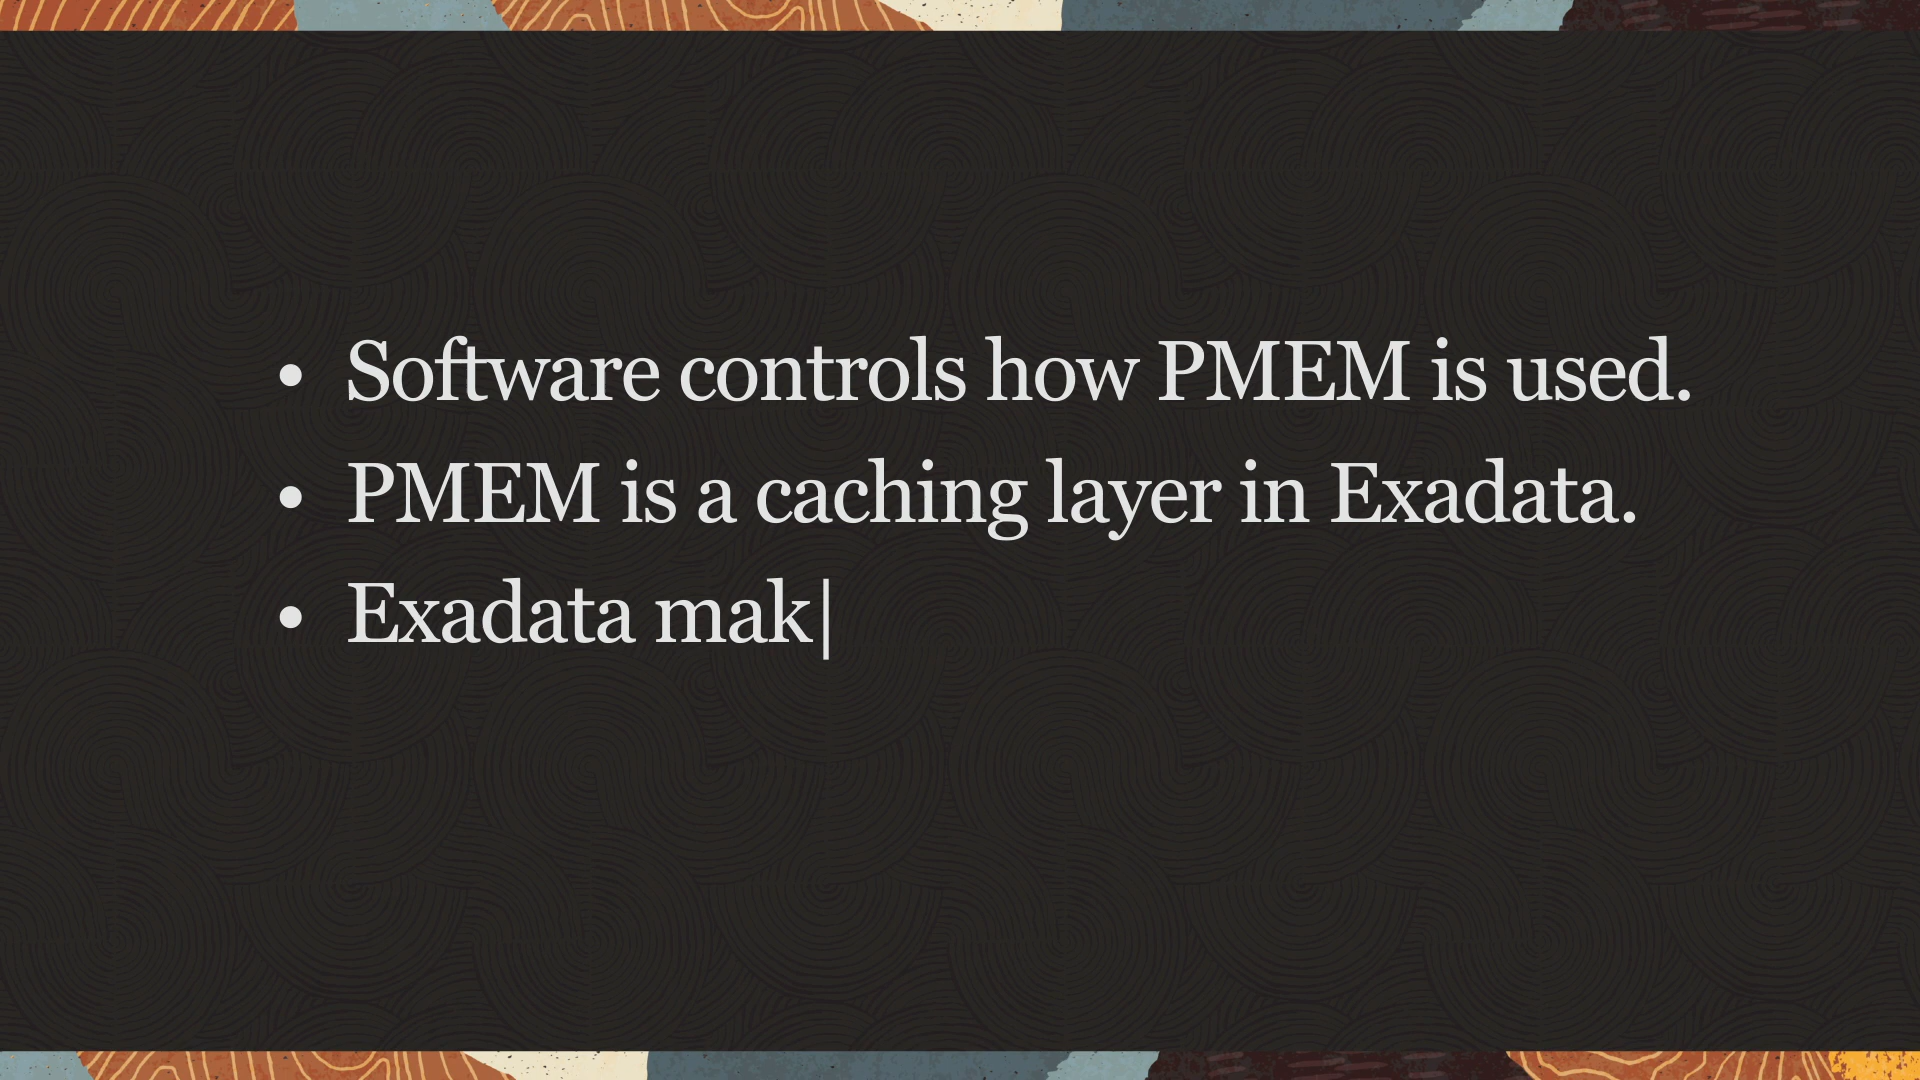 • Software controls how PMEM is used.
• PMEM is a caching layer in Exadata.
• Exadata mak|